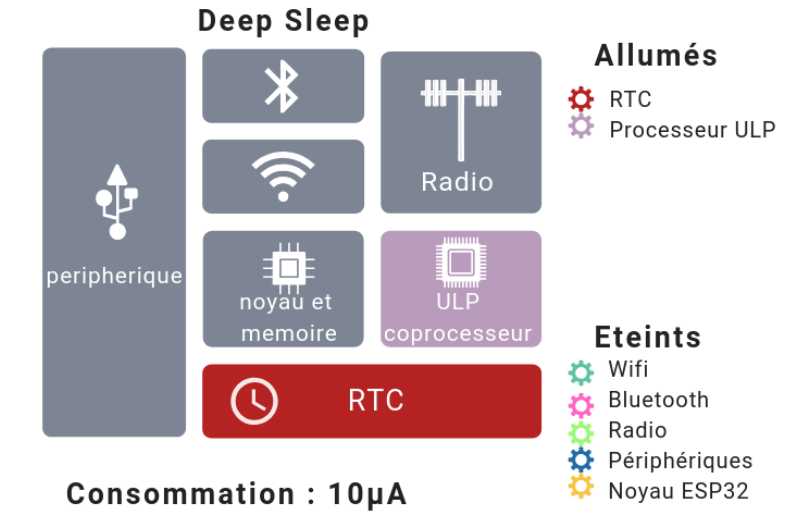 Deep Sleep
peripherique
Radio
noyau et
memoire
ULP
coprocesseur
RTC
Consommation : 10µA
Allumés
RTC
Processeur ULP
Eteints
Wifi
Bluetooth
Radio
Périphériques
Noyau ESP32